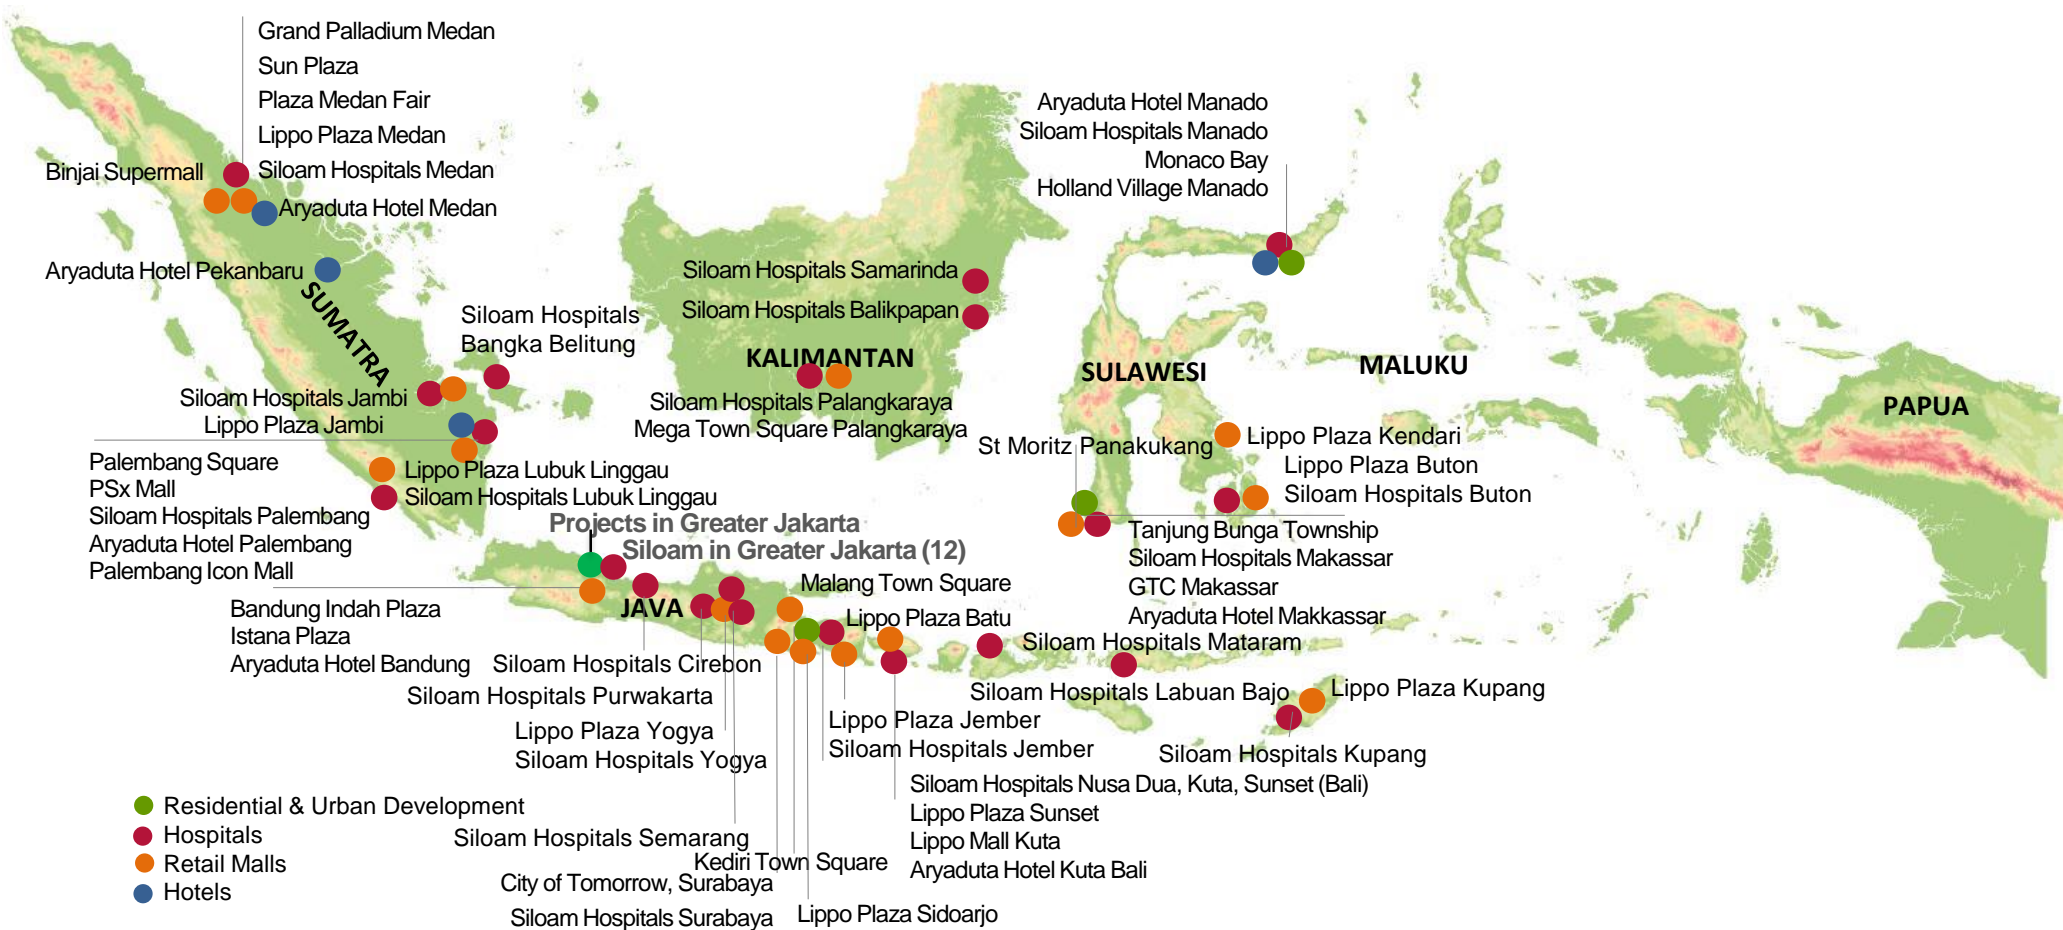 Grand Palladium Medan
Sun Plaza
Plaza Medan Fair
Lippo Plaza Medan
Siloam Hospitals Medan
Binjai Supermall
Aryaduta Hotel Medan
Aryaduta Hotel Pekanbaru
SUMATRA
Siloam Hospitals
Bangka Belitung
Siloam Hospitals Jambi
Lippo Plaza Jambi
Palembang Square
PSx Mall
Siloam Hospitals Palembang
Aryaduta Hotel Palembang
Palembang Icon Mall
Lippo Plaza Lubuk Linggau
Siloam Hospitals Lubuk Linggau
Siloam Hospitals Samarinda
Siloam Hospitals Balikpapan
KALIMANTAN
Siloam Hospitals Palangkaraya
Mega Town Square Palangkaraya
Aryaduta Hotel Manado
Siloam Hospitals Manado
Monaco Bay
Holland Village Manado
SULAWESI
MALUKU
PAPUA
St Moritz Panakukang
Lippo Plaza Kendari
Lippo Plaza Buton
Siloam Hospitals Buton
Tanjung Bunga Township
Siloam Hospitals Makassar
GTC Makassar
Aryaduta Hotel Makkassar
Projects in Greater Jakarta
Siloam in Greater Jakarta (12)
JAVA
Malang Town Square
Lippo Plaza Batu
Bandung Indah Plaza
Istana Plaza
Aryaduta Hotel Bandung
Siloam Hospitals Cirebon
Siloam Hospitals Purwakarta
Lippo Plaza Yogya
Siloam Hospitals Yogya
Siloam Hospitals Semarang
Kediri Town Square
City of Tomorrow, Surabaya
Siloam Hospitals Surabaya
Lippo Plaza Sidoarjo
Lippo Plaza Jember
Siloam Hospitals Jember
Siloam Hospitals Nusa Dua, Kuta, Sunset (Bali)
Lippo Plaza Sunset
Lippo Mall Kuta
Aryaduta Hotel Kuta Bali
Siloam Hospitals Mataram
Siloam Hospitals Labuan Bajo
Lippo Plaza Kupang
Siloam Hospitals Kupang
Residential & Urban Development
Hospitals
Retail Malls
Hotels